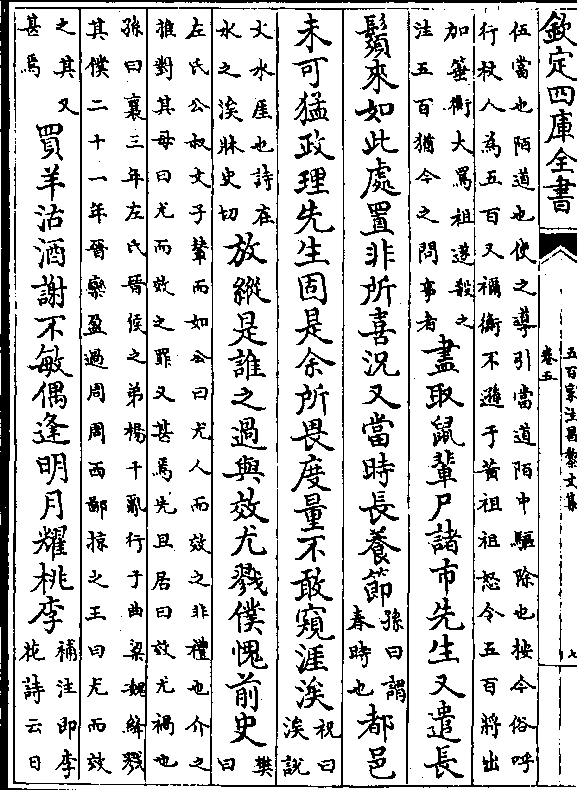 欽定四庫全書
五百家注昌黎文集
卷五
伍當也陌道也使之導引當道陌中驅除也按今俗呼
行杖人為五百又禰衡不遜于黃祖祖怒令五百將出
加箠衡大罵祖遂殺之
注五百猶今之問事者
盡取鼠輩尸諸市先生又遣長
鬚來如此處置非所喜況又當時長養節
孫曰謂
春時也
都邑
未可猛政理先生固是余所畏度量不敢窺涯涘
祝曰
涘說
文水厓也詩在
水之涘牀史切
放縱是誰之過與效尤戮僕愧前史
樊
曰
左氏公叔文子輦而如公曰尤人而效之非禮也介之
推對其母曰尤而效之罪又甚焉先且居曰效尤禍也
孫曰襄三年左氏晉侯之弟楊干亂行于曲梁魏絳戮
其僕二十一年晉欒盈過周周西鄙掠之王曰尤而效
之其又
甚焉
買羊沽酒謝不敏偶逢明月耀桃李
補注即李
花詩云日